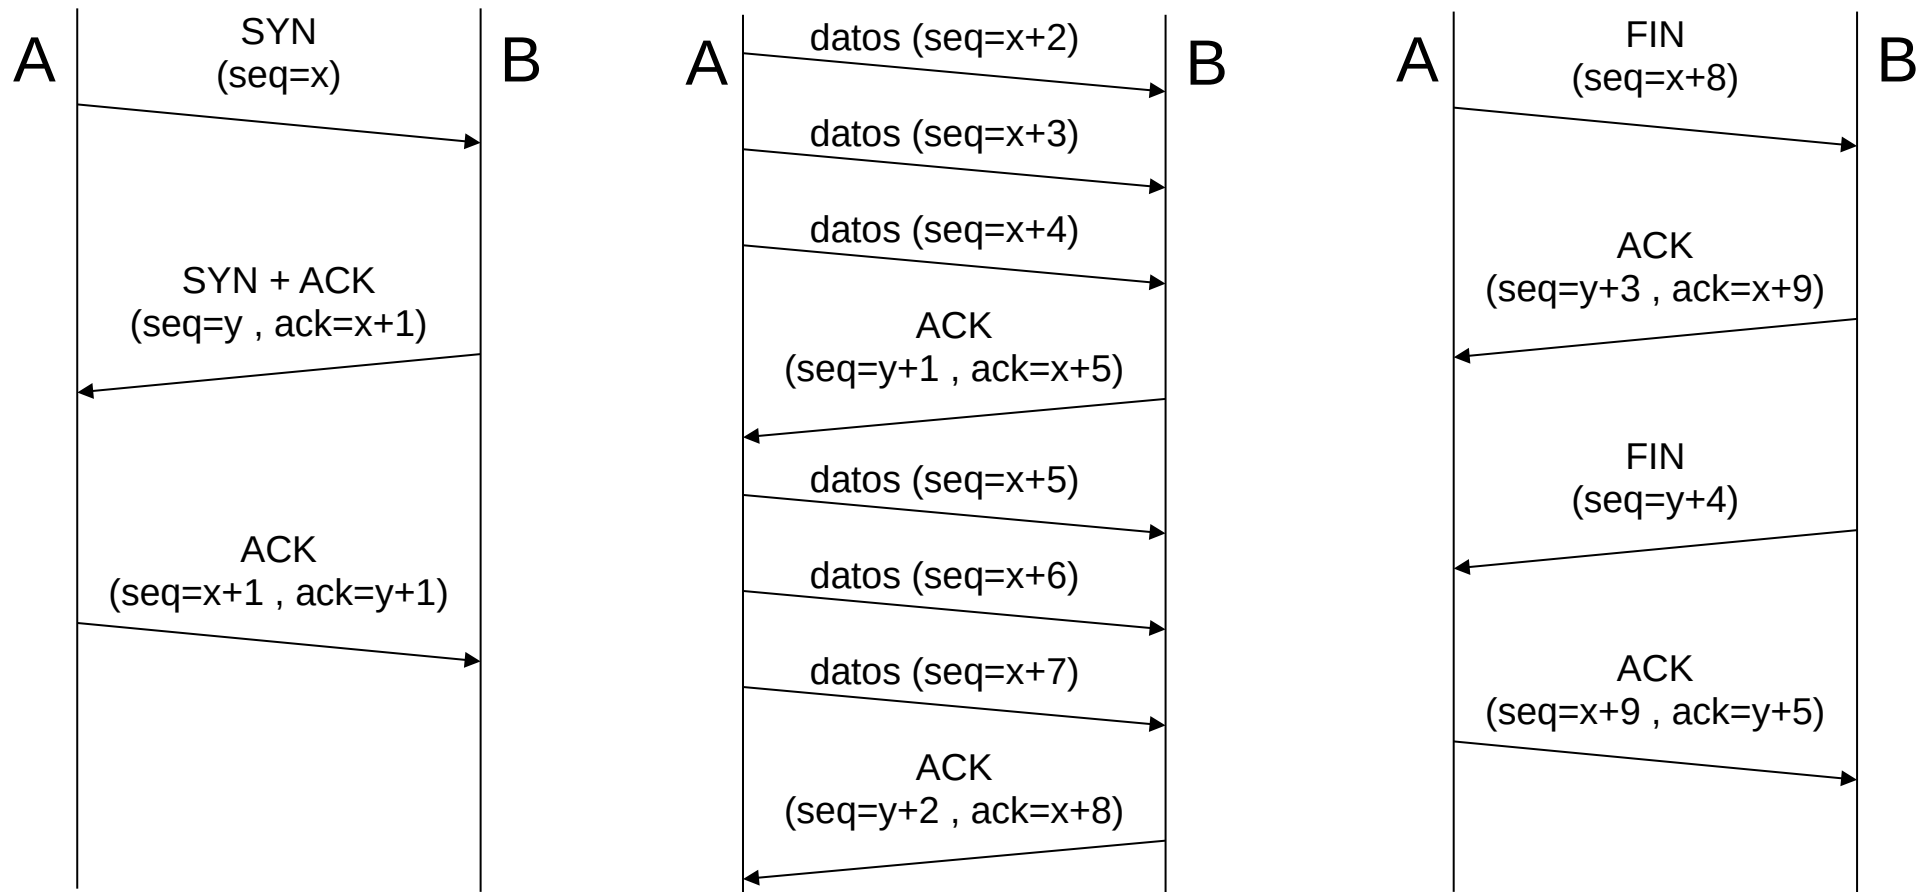 A
SYN
(seq=x)
B
SYN + ACK
(seq=y , ack=x+1)
ACK
(seq=x+1 , ack=y+1)
A
datos (seq=x+2)
B
datos (seq=x+3)
datos (seq=x+4)
ACK
(seq=y+1 , ack=x+5)
datos (seq=x+5)
datos (seq=x+6)
datos (seq=x+7)
ACK
(seq=y+2 , ack=x+8)
A
FIN
(seq=x+8)
B
ACK
(seq=y+3 , ack=x+9)
FIN
(seq=y+4)
ACK
(seq=x+9 , ack=y+5)